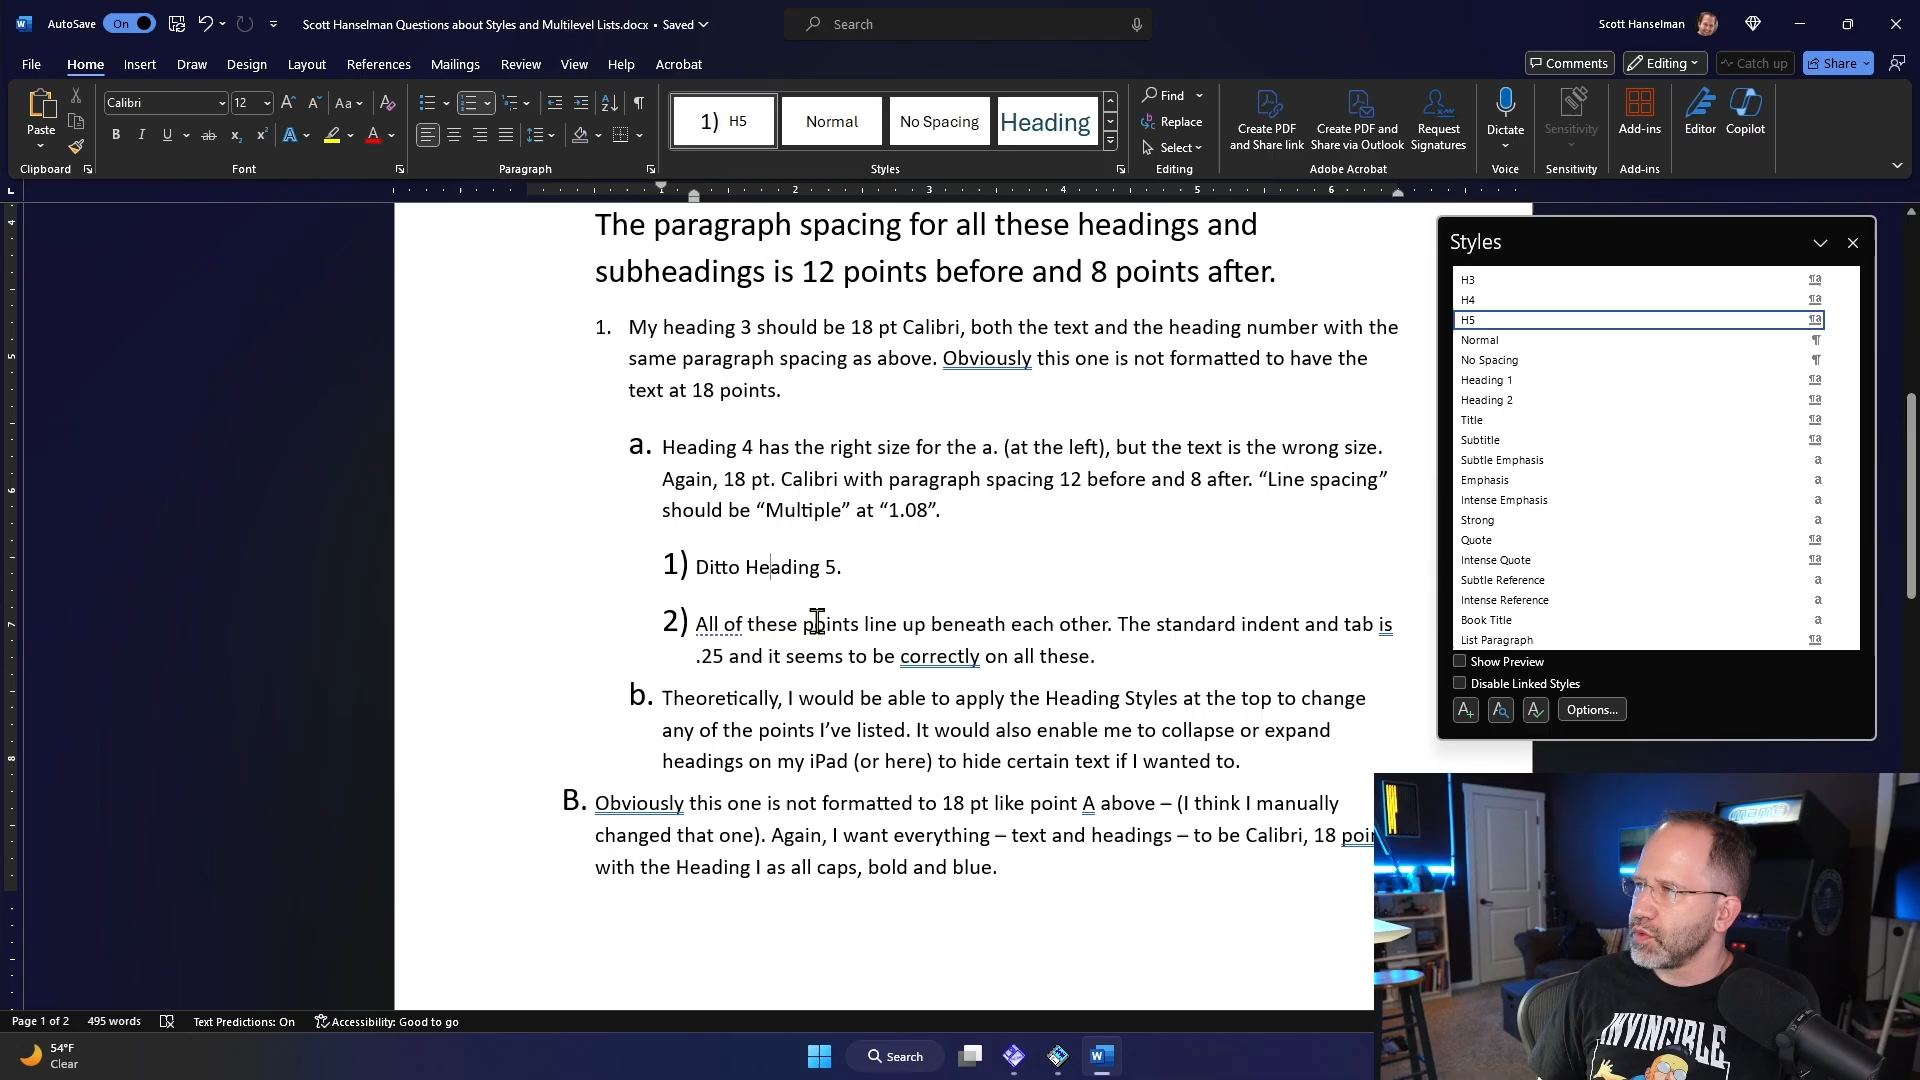 AutoSave On Scott Hanselman Questions about Styles and Multilevel Lists.docx • Saved Search Scott Hanselman
File Home Insert Draw Design Layout References Mailings Review View Help Acrobat Comments Editing Catch up Share
Calibri 12 Aa 1) H5 Normal No Spacing Heading Find
Paste Replace
Select
Create PDF and Share link
Create PDF and Share via Outlook
Request Signatures
Dictate
Sensitivity
Add-ins
Editor
Copilot
Clipboard Font Paragraph Styles Editing Adobe Acrobat Voice Sensitivity Add-ins
1 2 3 4 5 6
4
5
6
7
8
The paragraph spacing for all these headings and
subheadings is 12 points before and 8 points after.
1. My heading 3 should be 18 pt Calibri, both the text and the heading number with the
same paragraph spacing as above. Obviously this one is not formatted to have the
text at 18 points.
a. Heading 4 has the right size for the a. (at the left), but the text is the wrong size.
Again, 18 pt. Calibri with paragraph spacing 12 before and 8 after. “Line spacing”
should be “Multiple” at “1.08”.
1) Ditto Heading 5.
2) All of these points line up beneath each other. The standard indent and tab is
.25 and it seems to be correctly on all these.
b. Theoretically, I would be able to apply the Heading Styles at the top to change
any of the points I’ve listed. It would also enable me to collapse or expand
headings on my iPad (or here) to hide certain text if I wanted to.
B. Obviously this one is not formatted to 18 pt like point A above – (I think I manually
changed that one). Again, I want everything – text and headings – to be Calibri, 18
with the Heading I as all caps, bold and blue.
Styles
H3
H4
H5
Normal
No Spacing
Heading 1
Heading 2
Title
Subtitle
Subtle Emphasis
Emphasis
Intense Emphasis
Strong
Quote
Intense Quote
Subtle Reference
Intense Reference
Book Title
List Paragraph
Show Preview
Disable Linked Styles
Options...
INVINCIBLE
Page 1 of 2 495 words Text Predictions: On Accessibility: Good to go
54°F
Clear
Search